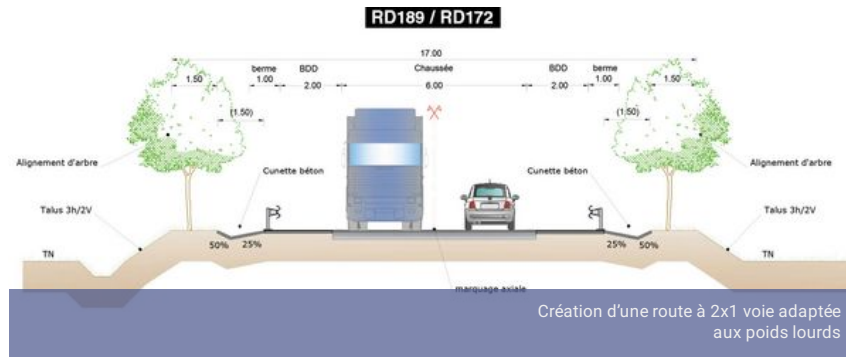 RD189 / RD172
17.00
berme BDD Chaussée BDD berme
1.50 1.00 2.00 6.00 2.00 1.00 1.50
(1.50) (1.50)
Alignement d'arbre Cunette béton Cunette béton Alignement d'arbre
Talus 3h/2V Talus 3h/2V
50% 25% 25% 50%
TN TN
marquage axiale
Création d'une route à 2x1 voie adaptée
aux poids lourds